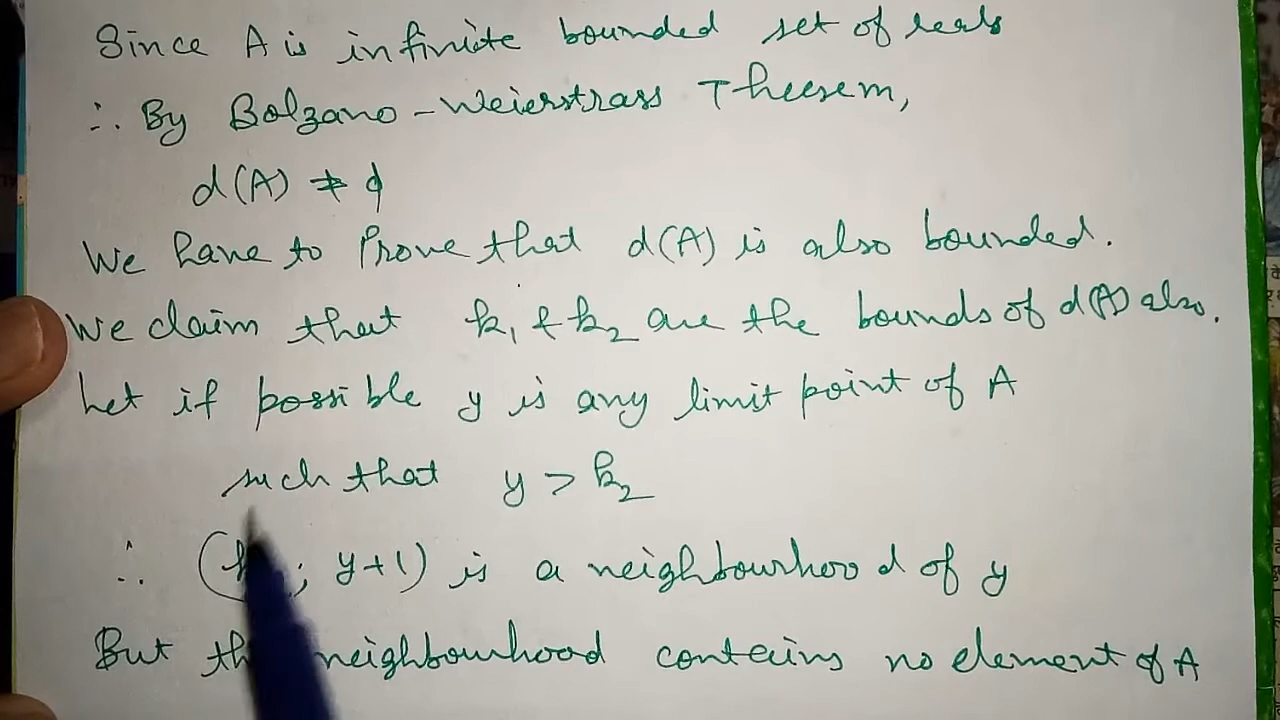 Since A is infinite bounded set of reals
∴ By Bolzano - Weierstrass Theorem,
d(A) ≠ ϕ
We have to prove that d(A) is also bounded.
We claim that k₁ & k₂ are the bounds of d(A) also.
Let if possible y is any limit point of A
such that y > k₂
∴ ( ; y+1) is a neighbourhood of y
But neighbourhood contains no element of A